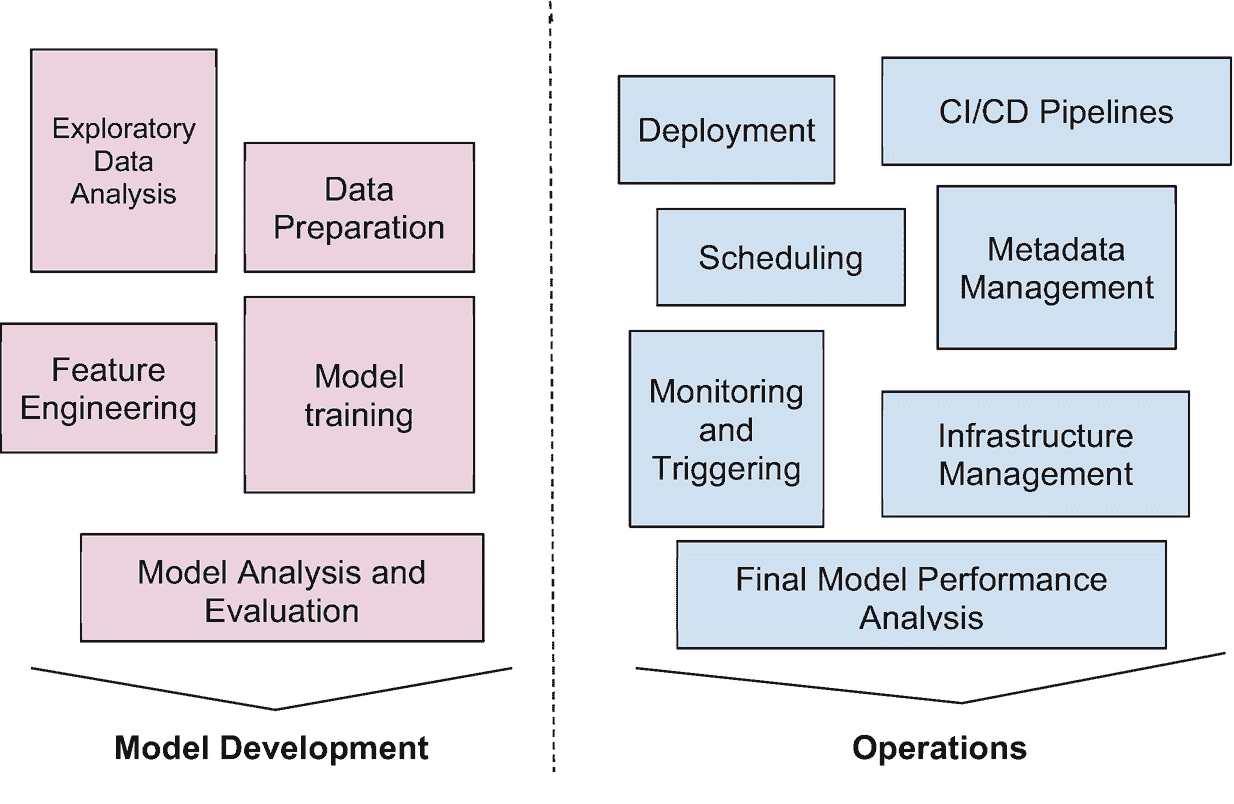 Exploratory
Data
Analysis
Data
Preparation
Feature
Engineering
Model
training
Model Analysis and
Evaluation
Model Development
Deployment
CI/CD Pipelines
Scheduling
Metadata
Management
Monitoring
and
Triggering
Infrastructure
Management
Final Model Performance
Analysis
Operations